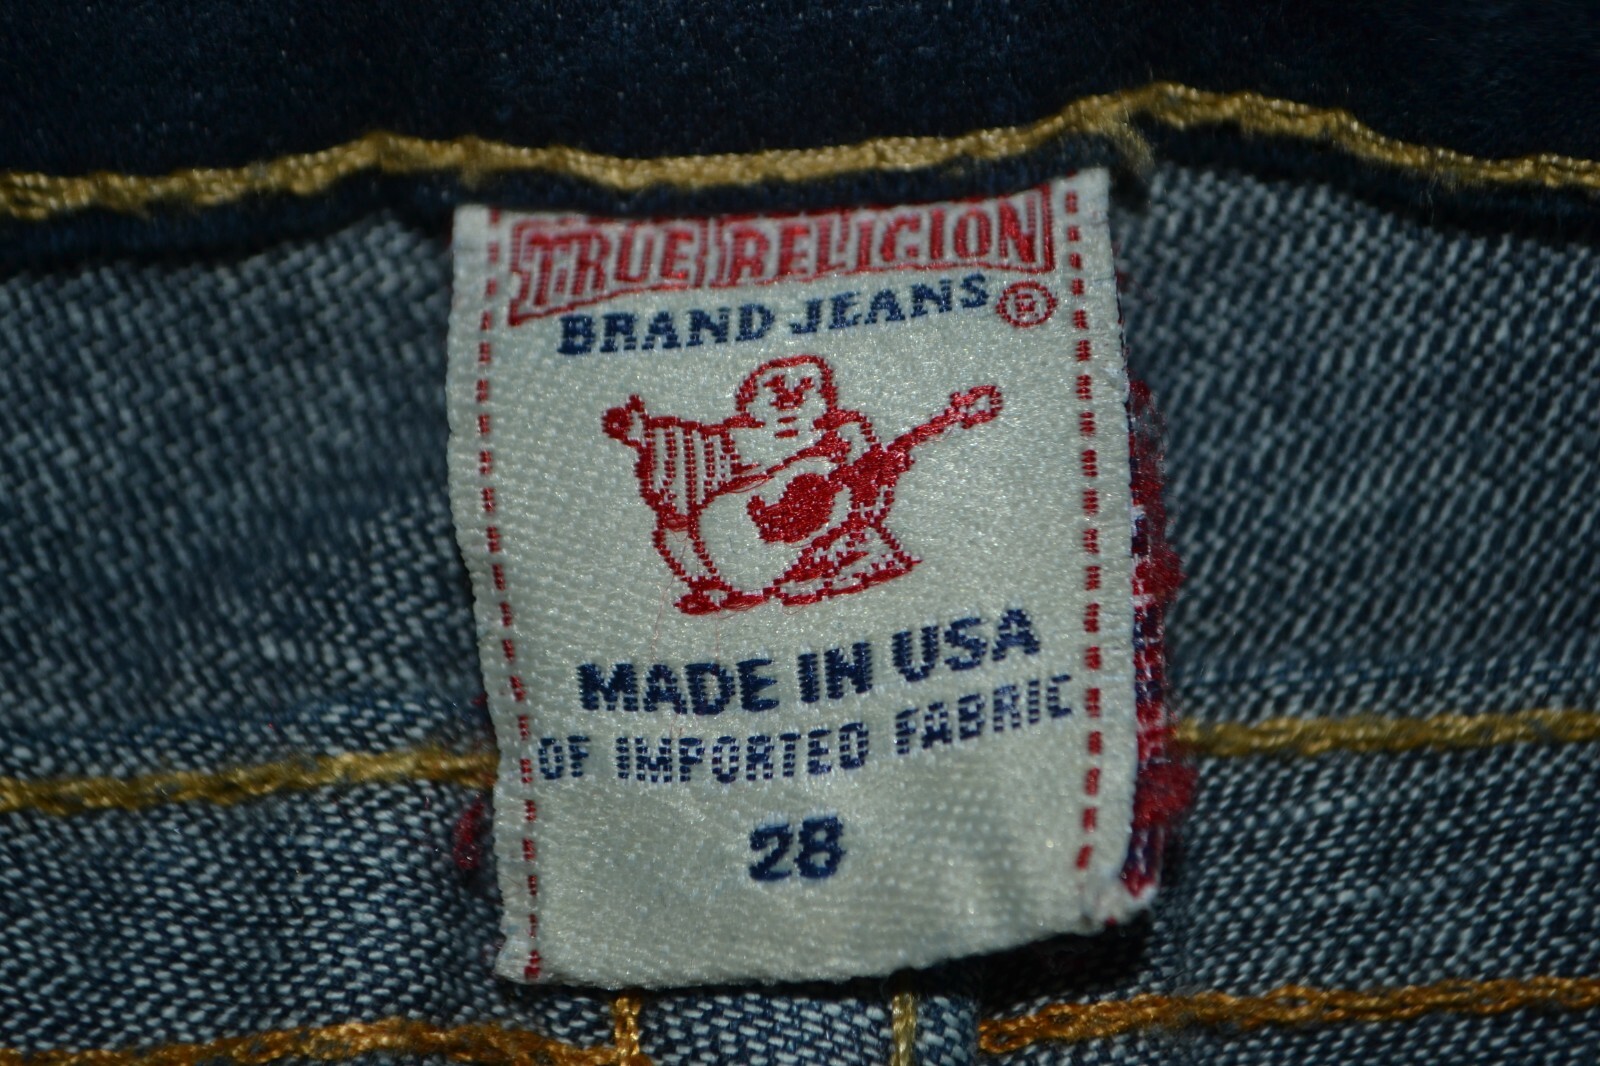 TRUE RELIGION
BRAND JEANS ®
MADE IN USA
OF IMPORTED FABRIC
28